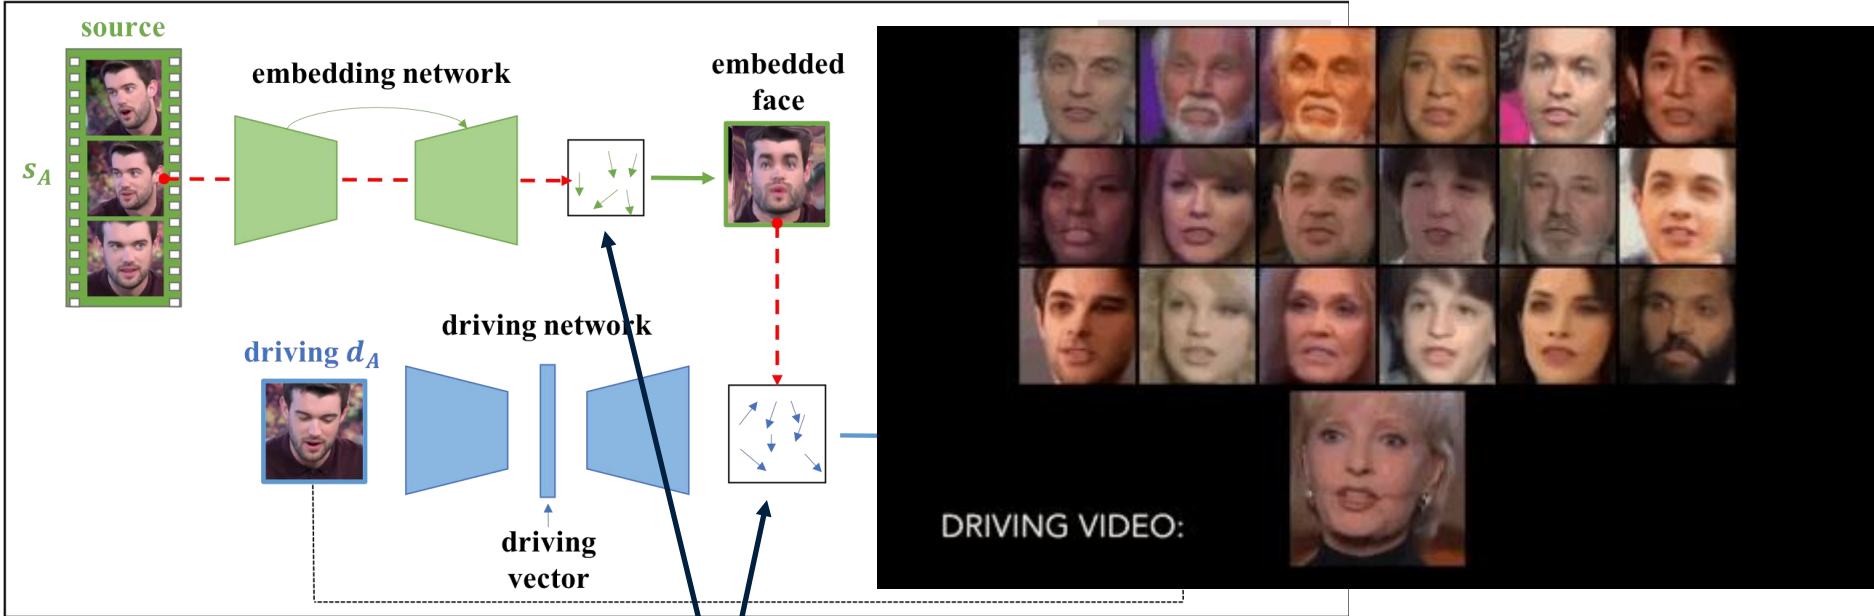 source
embedding network
embedded
face
s_A
driving network
driving d_A
driving
vector
DRIVING VIDEO: